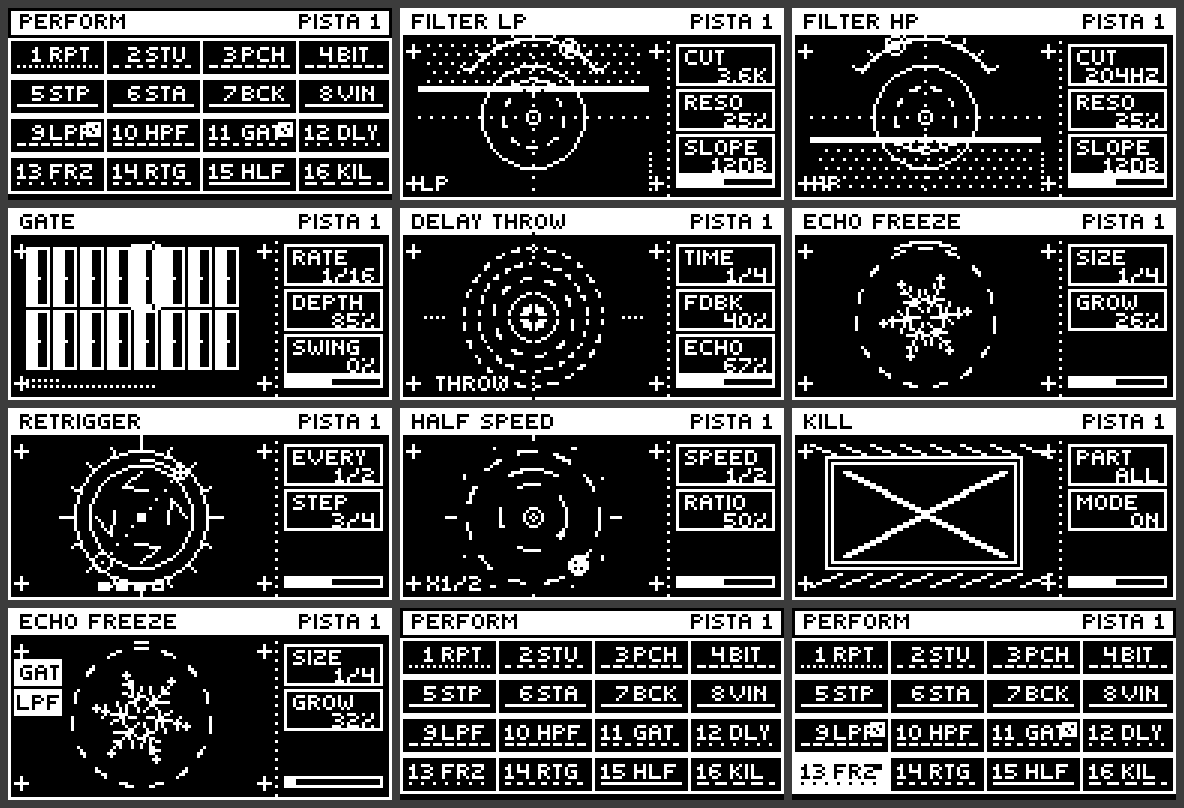 PERFORM PISTA 1
1 RPT 2 STU 3 PCH 4 BIT
5 STP 6 STA 7 BCK 8 VIN
9 LPF 10 HPF 11 GAT 12 DLY
13 FRZ 14 RTG 15 HLF 16 KIL
FILTER LP PISTA 1
CUT
3.6K
RESO
25%
SLOPE
12DB
LP
FILTER HP PISTA 1
CUT
204HZ
RESO
25%
SLOPE
12DB
HP
GATE PISTA 1
RATE
1/16
DEPTH
85%
SWING
0%
DELAY THROW PISTA 1
TIME
1/4
FDBK
40%
ECHO
67%
THROW
ECHO FREEZE PISTA 1
SIZE
1/4
GROW
26%
RETRIGGER PISTA 1
EVERY
1/2
STEP
3/4
HALF SPEED PISTA 1
SPEED
1/2
RATIO
50%
X1/2
KILL PISTA 1
PART
ALL
MODE
ON
ECHO FREEZE PISTA 1
GAT
LPF
SIZE
1/4
GROW
32%
PERFORM PISTA 1
1 RPT 2 STU 3 PCH 4 BIT
5 STP 6 STA 7 BCK 8 VIN
9 LPF 10 HPF 11 GAT 12 DLY
13 FRZ 14 RTG 15 HLF 16 KIL
PERFORM PISTA 1
1 RPT 2 STU 3 PCH 4 BIT
5 STP 6 STA 7 BCK 8 VIN
9 LPF 10 HPF 11 GAT 12 DLY
13 FRZ 14 RTG 15 HLF 16 KIL